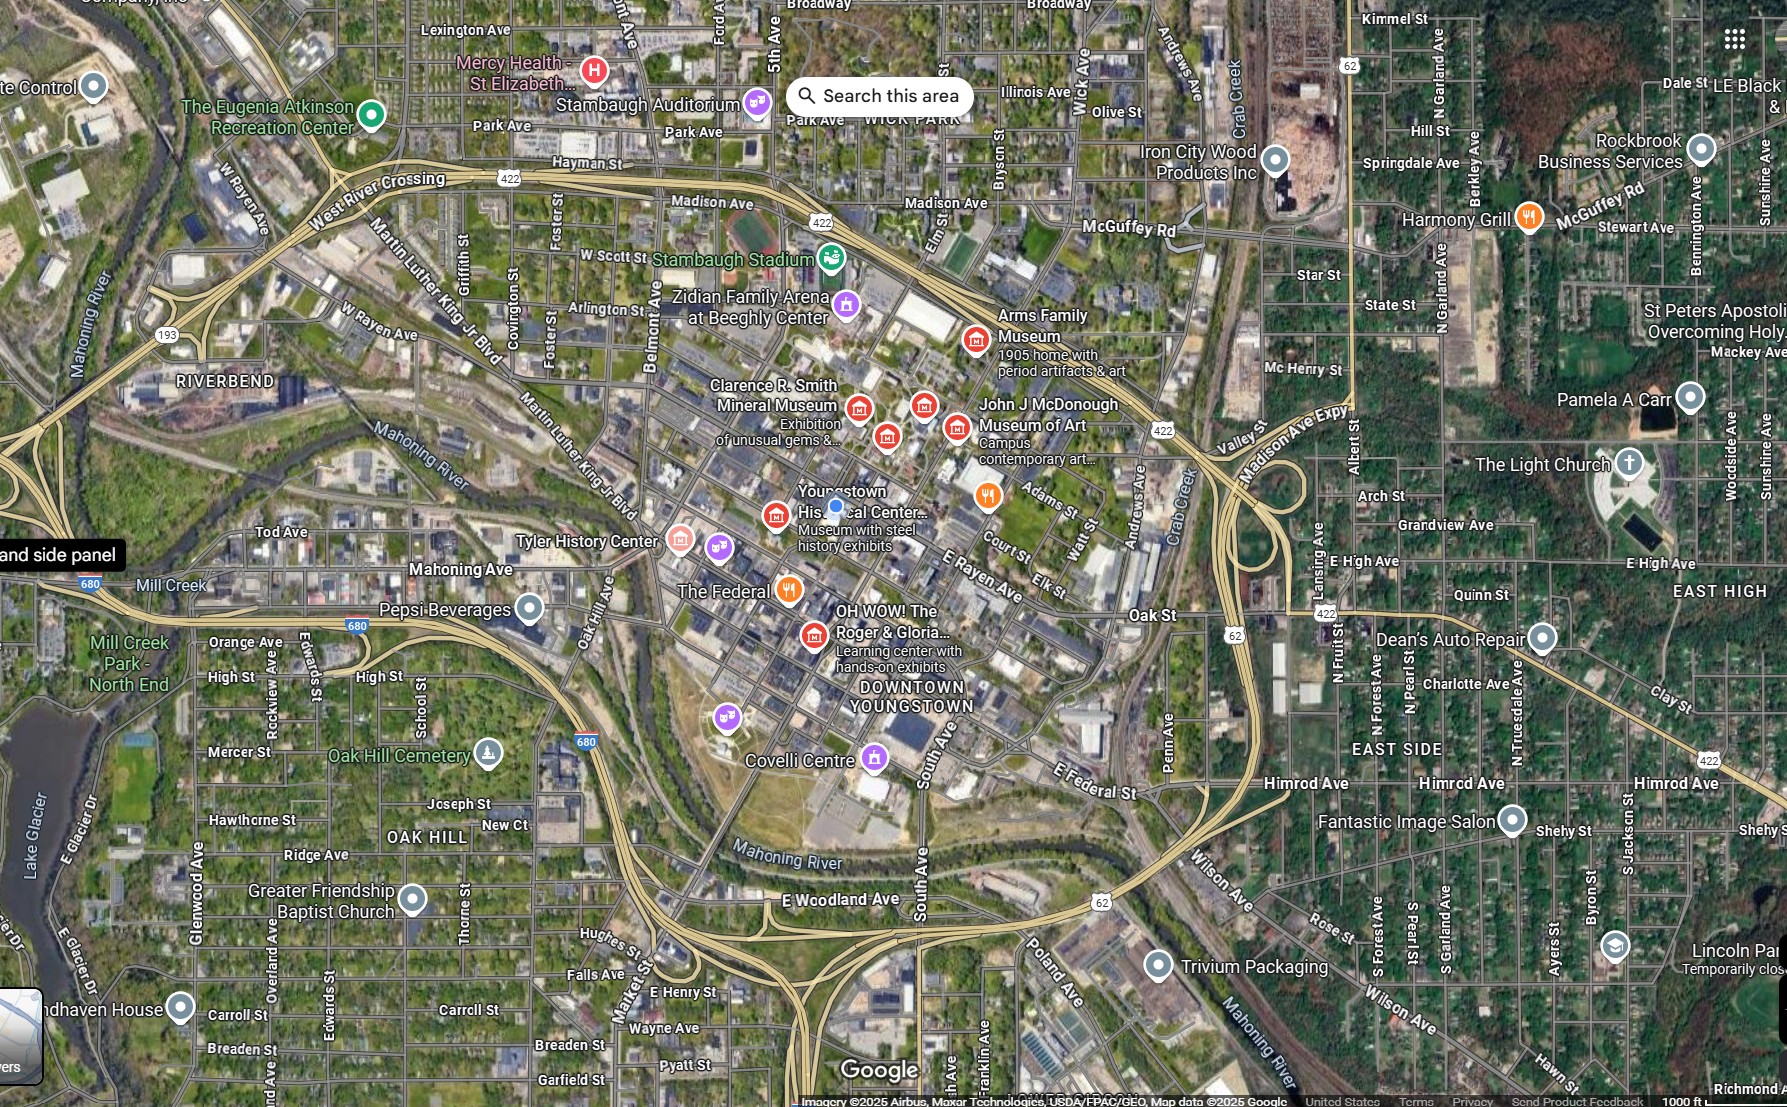 Broadway
Broadway
Kimmel St
Lexington Ave
5th Ave
Ford Av
Andrews Ave
Wick Ave
N Garland Ave
62
Mercy Health -
St Elizabeth...
te Control
Dale St
LE Black
&
Illinois Ave
Search this area
The Eugenia Atkinson
Recreation Center
Stambaugh Auditorium
Olive St
Crab Creek
Park Ave
Park Ave
Park Ave
WICK PARK
Hill St
Berkley Ave
Rockbrook
Business Services
Sunshine Ave
Iron City Wood
Products Inc
Springdale Ave
Bryson St
Hayman St
422
West River Crossing
W Rayen Ave
Foster St
Madison Ave
Madison Ave
422
Elm St
McGuffey Rd
McGuffey Rd
Harmony Grill
Stewart Ave
Bennington Ave
Martin Luther King Jr Blvd
Griffith St
W Scott St
Stambaugh Stadium
Star St
State St
N Garland Ave
Mahoning River
Covington St
Arlington St
Zidian Family Arena
at Beeghly Center
Belmont Ave
Foster St
W Rayen Ave
193
Arms Family
Museum
1905 home with
period artifacts & art
St Peters Apostoli
Overcoming Holy.
Mackey Ave
Mc Henry St
RIVERBEND
Clarence R. Smith
Mineral Museum
Exhibition
of unusual gems &...
John J McDonough
Museum of Art
Campus
contemporary art...
Pamela A Carr
Martin Luther King Jr Blvd
Mahoning River
422
Valley St
Madison Ave Expy
Albert St
Woodside Ave
Sunshine Ave
The Light Church
Crab Creek
Andrews Ave
Adams St
Arch St
Grandview Ave
Watt St
Court St
Elk St
E Rayen Ave
Youngstown
Center...
Museum with steel
history exhibits
Tod Ave
Tyler History Center
and side panel
Mahoning Ave
680
Mill Creek
Lansing Ave
E High Ave
E High Ave
EAST HIGH
The Federal
Pepsi Beverages
680
Oak Hill Ave
Oak St
422
Quinn St
62
OH WOW! The
Roger & Gloria...
Learning center with
hands-on exhibits
Mill Creek
Park -
North End
Orange Ave
Edwards St
Rockview Ave
High St
High St
School St
Dean's Auto Repair
N Fruit St
N Forest Ave
N Pearl St
N Truesdale Ave
Charlotte Ave
Clay St
DOWNTOWN
YOUNGSTOWN
680
Mercer St
Oak Hill Cemetery
Covelli Centre
South Ave
Penn Ave
EAST SIDE
422
E Federal St
Himrod Ave
Himrod Ave
Himrod Ave
Lake Glacier
E Glacier Dr
Joseph St
Hawthorne St
New Ct
OAK HILL
Fantastic Image Salon
Shehy St
Shehy S
S Jackson St
Ridge Ave
Mahoning River
Wilson Ave
Glenwood Ave
Greater Friendship
Baptist Church
Thorne St
E Woodland Ave
South Ave
62
Byron St
Rose St
S Forest Ave
S Pearl St
S Garland Ave
Ayers St
Hughes St
Overland Ave
E Glacier Dr
Lincoln Par
Temporarily clos
Falls Ave
Market St
E Henry St
Poland Ave
Trivium Packaging
Edwards St
ndhaven House
Carroll St
Carroll St
Wayne Ave
Wilson Ave
Mahoning River
Breaden St
Breaden St
Pyatt St
Garfield St
Franklin Ave
Hawn St
Google
Richmond A
Imagery ©2025 Airbus, Maxar Technologies, USDA/FPAC/GEO, Map data ©2025 Google United States Terms Privacy Send Product Feedback 1000 ft